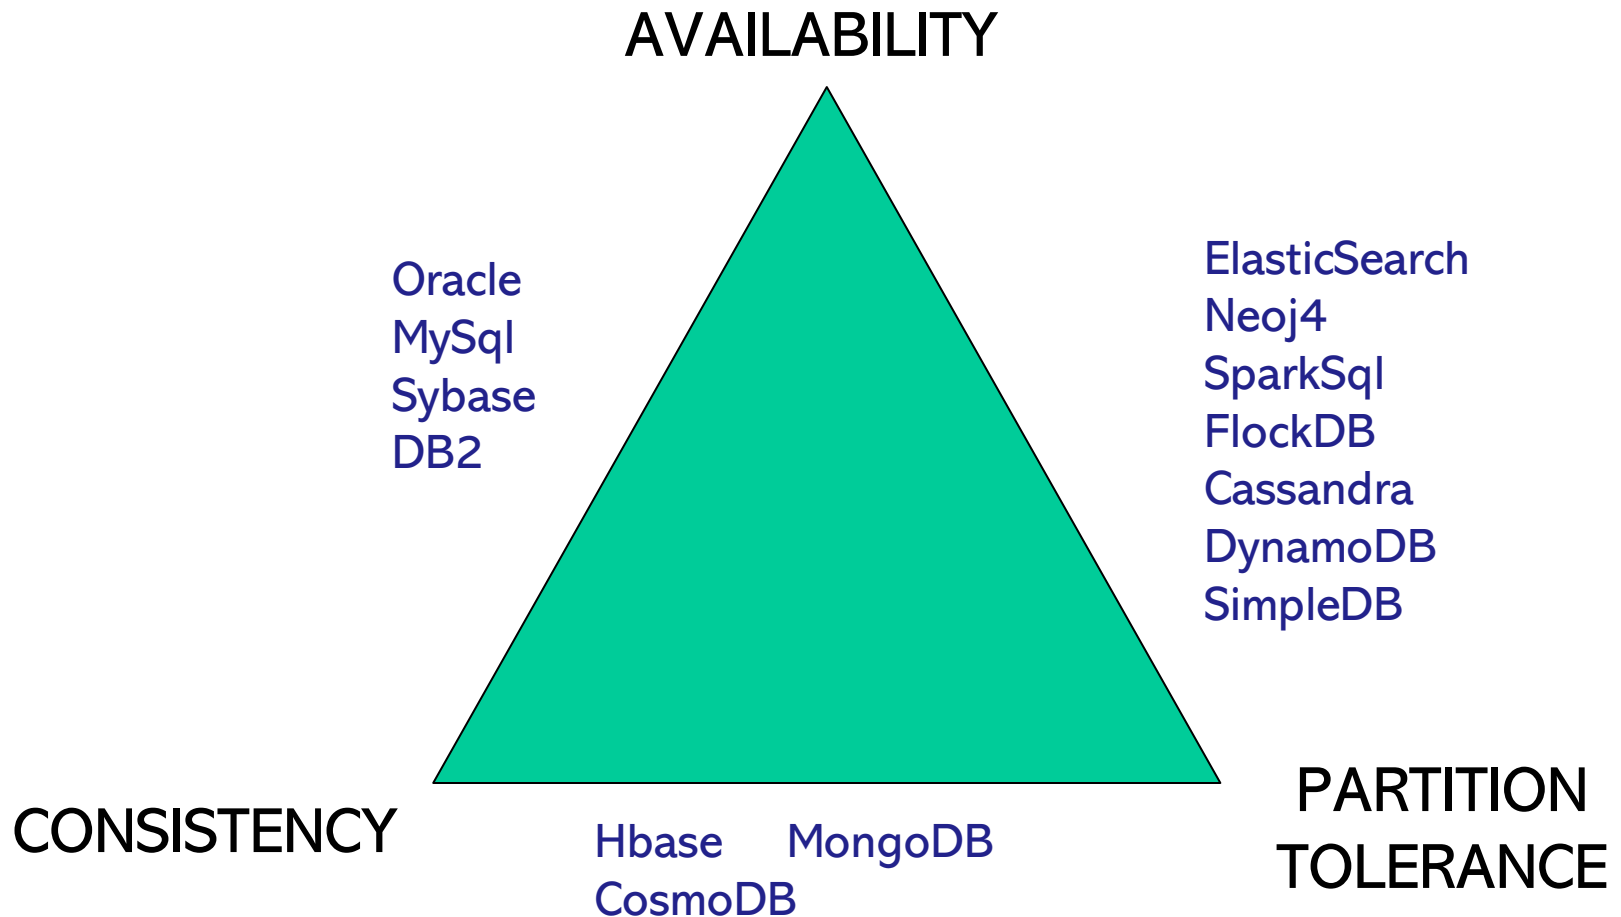 AVAILABILITY
Oracle
MySql
Sybase
DB2
ElasticSearch
Neoj4
SparkSql
FlockDB
Cassandra
DynamoDB
SimpleDB
CONSISTENCY
Hbase MongoDB
CosmoDB
PARTITION
TOLERANCE